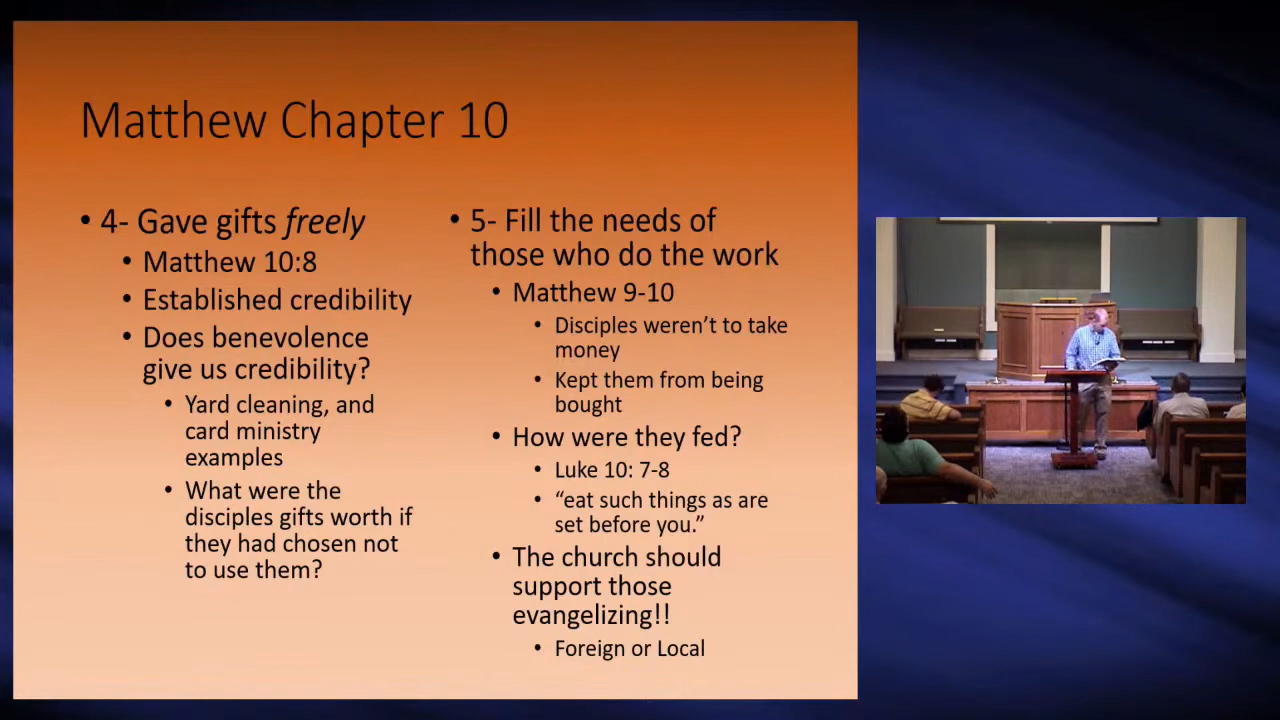 Matthew Chapter 10
• 4- Gave gifts freely
• Matthew 10:8
• Established credibility
• Does benevolence
give us credibility?
• Yard cleaning, and
card ministry
examples
• What were the
disciples gifts worth if
they had chosen not
to use them?
• 5- Fill the needs of
those who do the work
• Matthew 9-10
• Disciples weren’t to take
money
• Kept them from being
bought
• How were they fed?
• Luke 10: 7-8
• “eat such things as are
set before you.”
• The church should
support those
evangelizing!!
• Foreign or Local